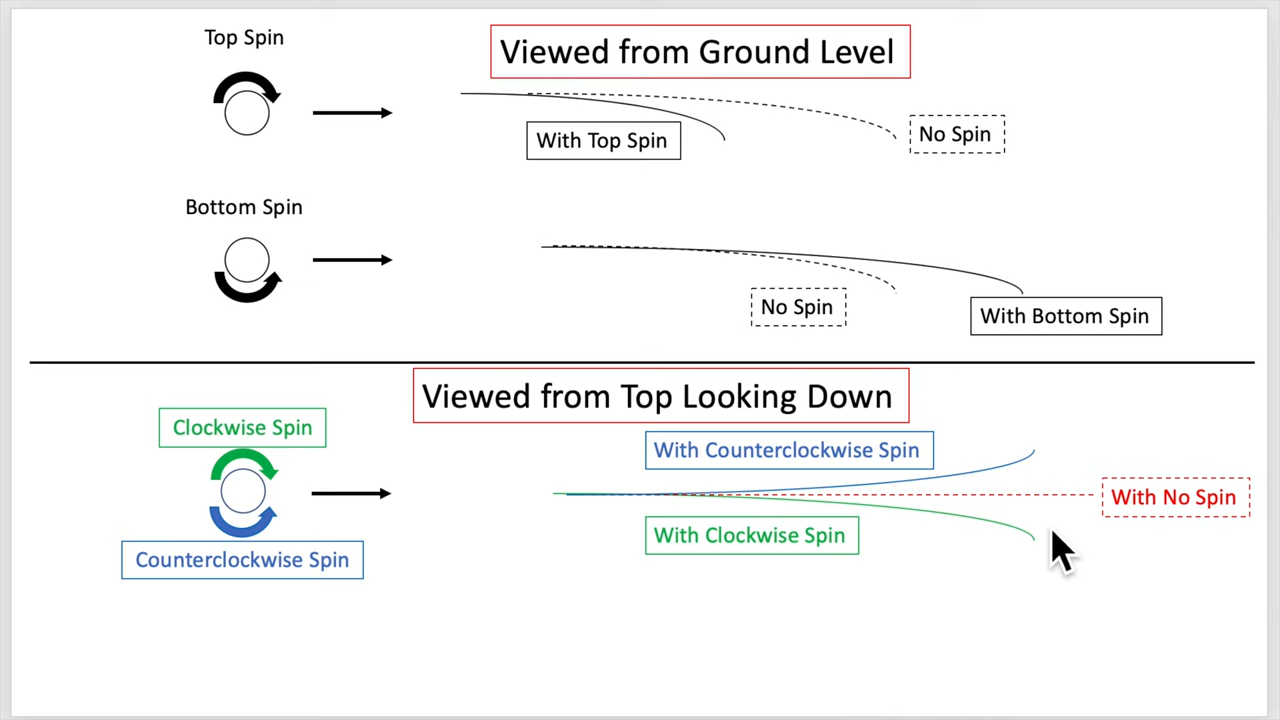 Top Spin
Viewed from Ground Level
With Top Spin
No Spin
Bottom Spin
No Spin
With Bottom Spin
Viewed from Top Looking Down
Clockwise Spin
With Counterclockwise Spin
With No Spin
With Clockwise Spin
Counterclockwise Spin